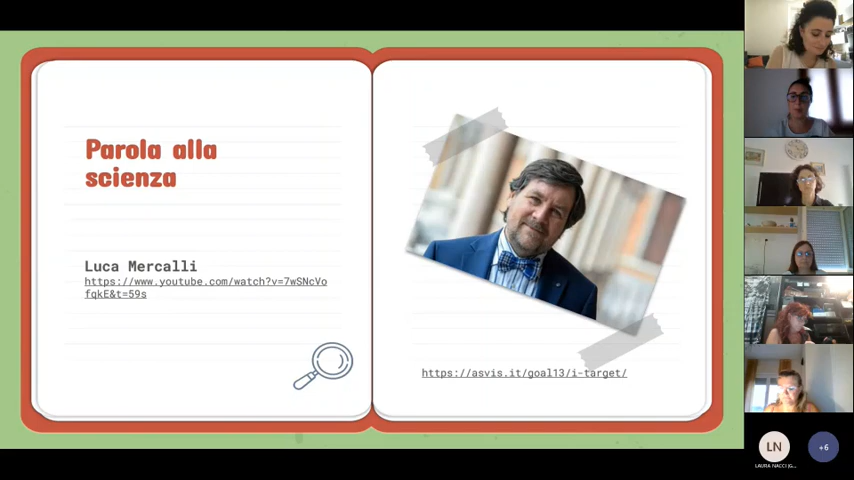 Parola alla
scienza
Luca Mercalli
https://www.youtube.com/watch?v=7wSNcVo
fqkE&t=59s
https://asvis.it/goal13/i-target/
LN
+6
LAURA NACCI (G...